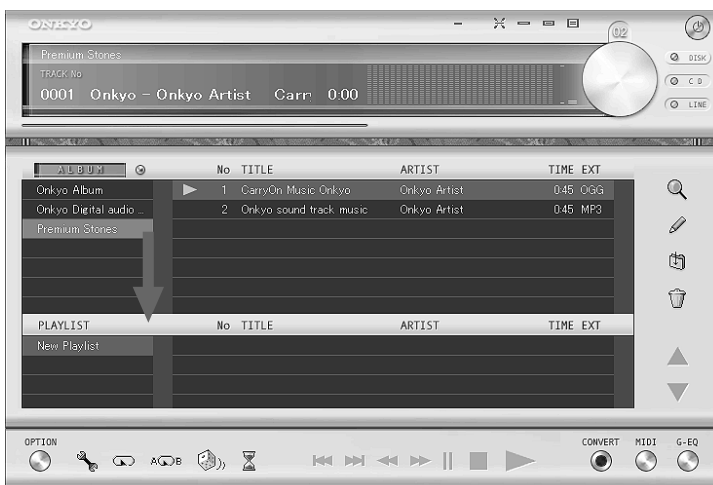 ONKYO
02
Premium Stones
DISK
TRACK No
0001 Onkyo - Onkyo Artist Carr 0:00
CD
LINE
ALBUM No TITLE ARTIST TIME EXT
Onkyo Album 1 CarryOn Music Onkyo Onkyo Artist 0:45 OGG
Onkyo Digital audio ... 2 Onkyo sound track music Onkyo Artist 0:45 MP3
Premium Stones
PLAYLIST No TITLE ARTIST TIME EXT
New Playlist
OPTION CONVERT MIDI G-EQ
A B